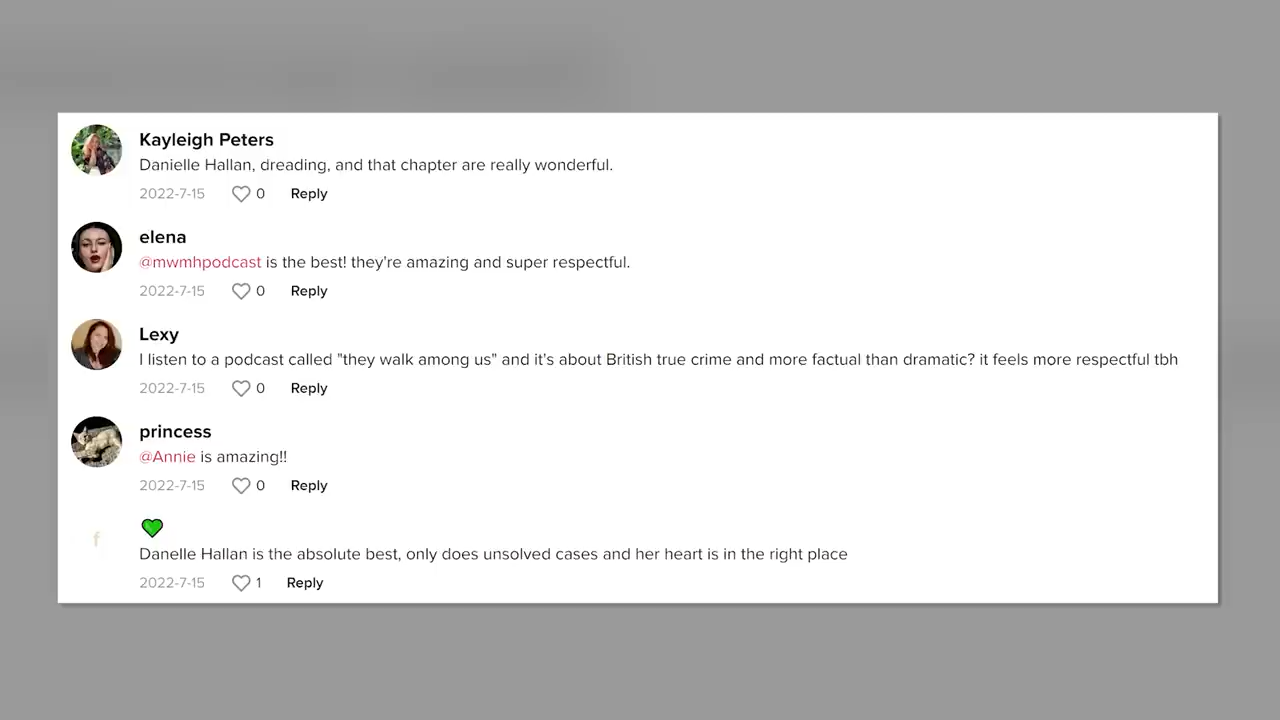 Kayleigh Peters
Danielle Hallan, dreading, and that chapter are really wonderful.
2022-7-15 0 Reply
elena
@mwmhpodcast is the best! they're amazing and super respectful.
2022-7-15 0 Reply
Lexy
I listen to a podcast called "they walk among us" and it's about British true crime and more factual than dramatic? it feels more respectful tbh
2022-7-15 0 Reply
princess
@Annie is amazing!!
2022-7-15 0 Reply
f
💚
Danelle Hallan is the absolute best, only does unsolved cases and her heart is in the right place
2022-7-15 1 Reply